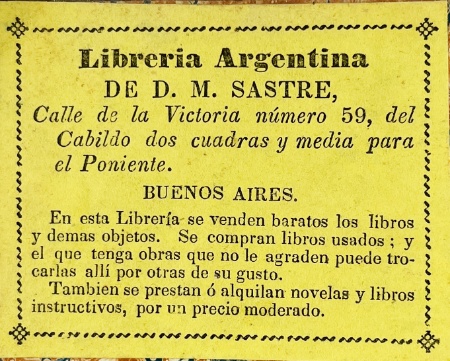 Libreria Argentina
DE D. M. SASTRE,
Calle de la Victoria número 59, del
Cabildo dos cuadras y media para
el Poniente.
BUENOS AIRES.
En esta Librería se venden baratos los libros
y demas objetos. Se compran libros usados ; y
el que tenga obras que no le agraden puede tro-
carlas allí por otras de su gusto.
Tambien se prestan ó alquilan novelas y libros
instructivos, por un precio moderado.